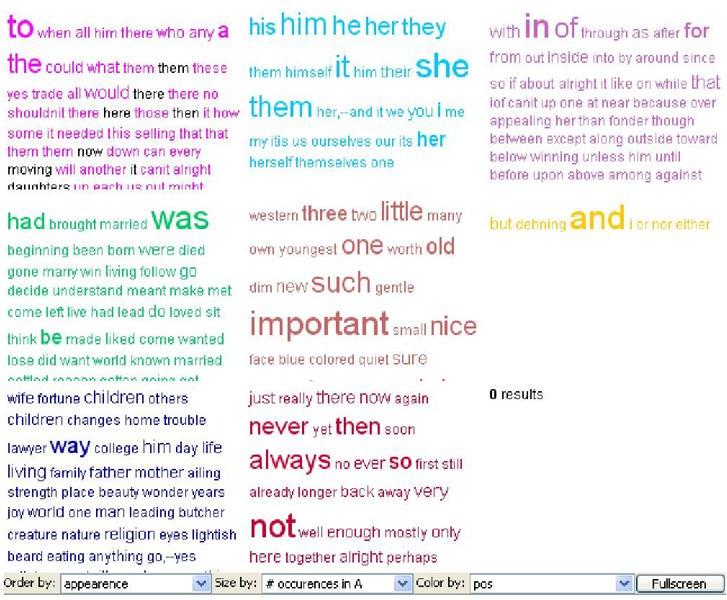 to when all him there who any a
the could what them them these
yes trade all would there there no
shouldnit there here those then it how
some it needed this selling that that
them them now down can every
moving will another it canit alright
daughters up each us out might
his him he her they
them himself it him their she
them her,--and it we you i me
my itis us ourselves our its her
herself themselves one
with in of through as after for
from out inside into by around since
so if about alright it like on while that
iof canit up one at near because over
appealing her than fonder though
between except along outside toward
below winning unless him until
before upon above among against
had brought married was
beginning been born were died
gone marry win living follow go
decide understand meant make met
come left live had lead do loved sit
think be made liked come wanted
lose did want world known married
settled reason gotten going got
western three two little many
own youngest one worth old
dim new such gentle
important small nice
face blue colored quiet sure
but dehning and i or nor either
wife fortune children others
children changes home trouble
lawyer way college him day life
living family father mother ailing
strength place beauty wonder years
joy world one man leading butcher
creature nature religion eyes lightish
beard eating anything go,--yes
just really there now again
never yet then soon
always no ever so first still
already longer back away very
not well enough mostly only
here together alright perhaps
0 results
Order by: appearence Size by: # occurences in A Color by: pos Fullscreen